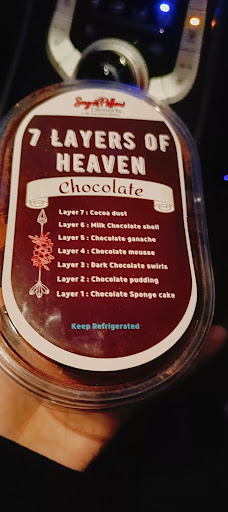 Desserts
7 LAYERS OF
HEAVEN
Chocolate
Layer 7 : Cocoa dust
Layer 6 : Milk Chocolate shell
Layer 5 : Chocolate ganache
Layer 4 : Chocolate mousse
Layer 3 : Dark Chocolate swirls
Layer 2 : Chocolate pudding
Layer 1 : Chocolate Sponge cake
Keep Refrigerated